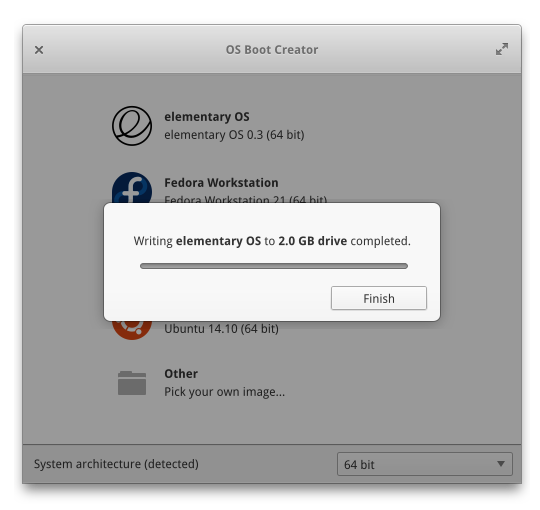 OS Boot Creator
elementary OS
elementary OS 0.3 (64 bit)
Fedora Workstation
Fedora Workstation 21 (64 bit)
Writing elementary OS to 2.0 GB drive completed.
Finish
Ubuntu 14.10 (64 bit)
Other
Pick your own image...
System architecture (detected)
64 bit